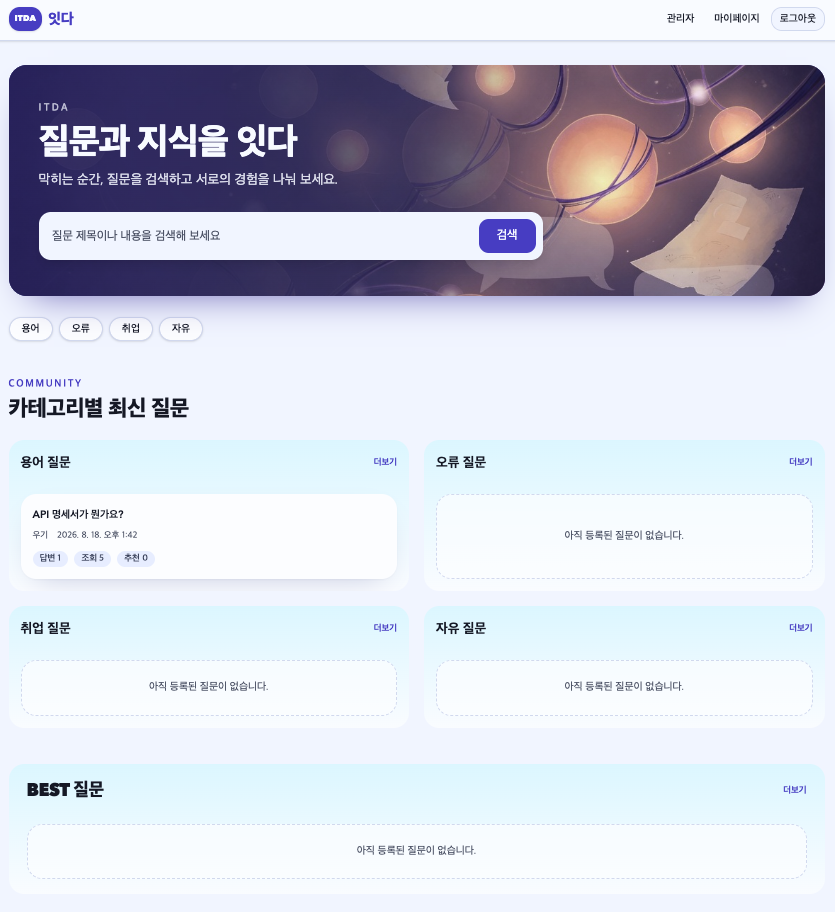 ITDA 잇다 관리자 마이페이지 로그아웃
ITDA
질문과 지식을 잇다
막히는 순간, 질문을 검색하고 서로의 경험을 나눠 보세요.
질문 제목이나 내용을 검색해 보세요 검색
용어 오류 취업 자유
COMMUNITY
카테고리별 최신 질문
용어 질문 더보기
API 명세서가 뭔가요?
우기 2026. 8. 18. 오후 1:42
답변 1 조회 5 추천 0
오류 질문 더보기
아직 등록된 질문이 없습니다.
취업 질문 더보기
아직 등록된 질문이 없습니다.
자유 질문 더보기
아직 등록된 질문이 없습니다.
BEST 질문 더보기
아직 등록된 질문이 없습니다.